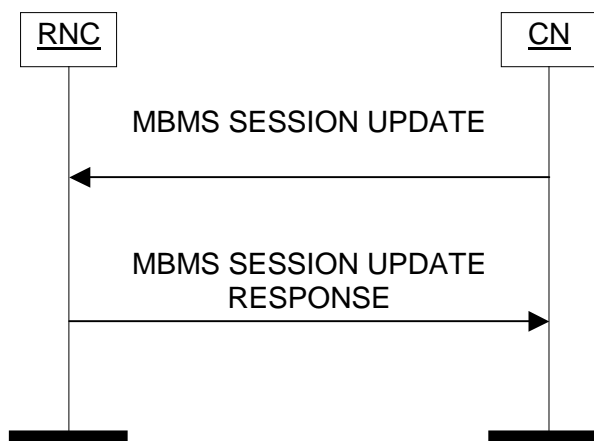 RNC
CN
MBMS SESSION UPDATE
MBMS SESSION UPDATE
RESPONSE